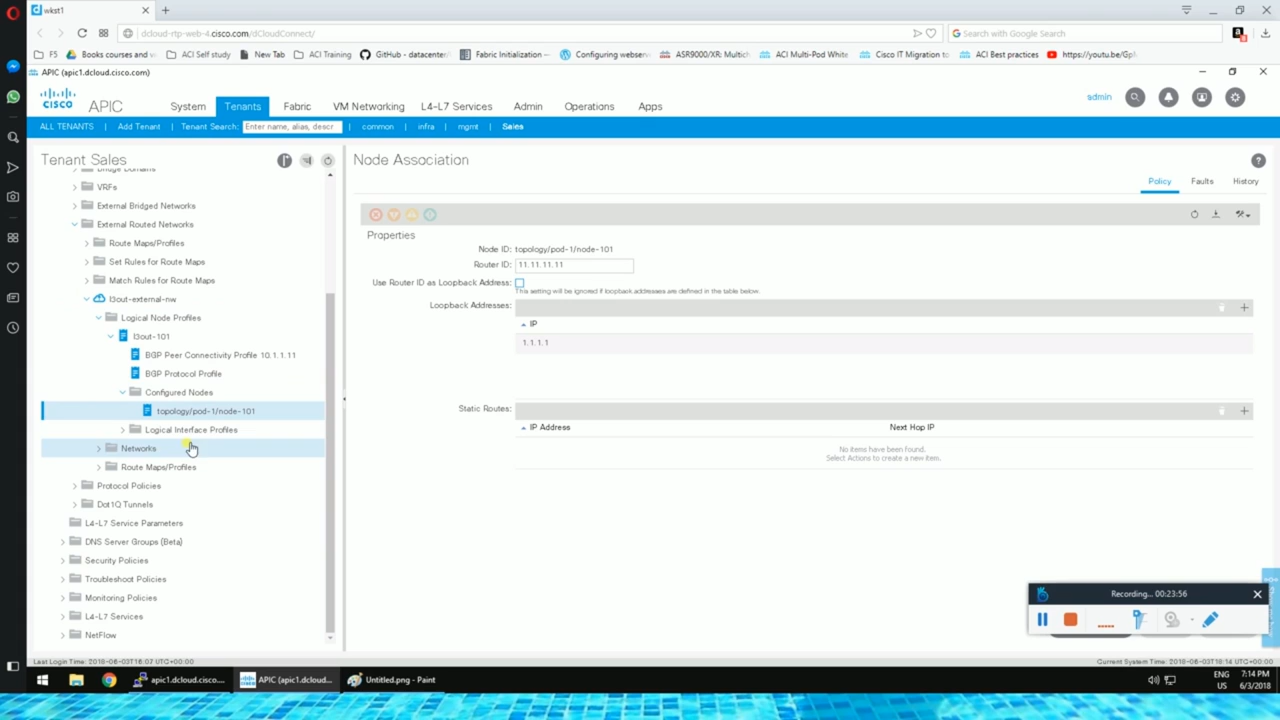 wkst1
dcloud-rtp-web-4.cisco.com/dCloudConnect/
Search with Google Search
F5
Books courses and v
ACI Self study
New Tab
ACI Training
GitHub - datacenter/
Fabric Initialization –
Configuring webserv
ASR9000/XR: Multich
ACI Multi-Pod White
Cisco IT Migration to
ACI Best practices
https://youtu.be/GpI
APIC (apic1.dcloud.cisco.com)
CISCO
APIC
System
Tenants
Fabric
VM Networking
L4-L7 Services
Admin
Operations
Apps
admin
ALL TENANTS | Add Tenant | Tenant Search: Enter name, alias, descr | common | infra | mgmt | Sales
Tenant Sales
Bridge Domains
VRFs
External Bridged Networks
External Routed Networks
Route Maps/Profiles
Set Rules for Route Maps
Match Rules for Route Maps
l3out-external-nw
Logical Node Profiles
l3out-101
BGP Peer Connectivity Profile 10.1.1.11
BGP Protocol Profile
Configured Nodes
topology/pod-1/node-101
Logical Interface Profiles
Networks
Route Maps/Profiles
Protocol Policies
Dot1Q Tunnels
L4-L7 Service Parameters
DNS Server Groups (Beta)
Security Policies
Troubleshoot Policies
Monitoring Policies
L4-L7 Services
NetFlow
Node Association
Policy
Faults
History
Properties
Node ID: topology/pod-1/node-101
Router ID: 11.11.11.11
Use Router ID as Loopback Address:
This setting will be ignored if loopback addresses are defined in the table below.
Loopback Addresses:
IP
1.1.1.1
Static Routes:
IP Address
Next Hop IP
No items have been found.
Select Actions to create a new item.
Recording... 00:23:56
Last Login Time: 2018-06-03T16:07 UTC+00:00
Current System Time: 2018-06-03T18:14 UTC+00:00
apic1.dcloud.cisco....
APIC (apic1.dcloud...
Untitled.png - Paint
ENG
US
7:14 PM
6/3/2018